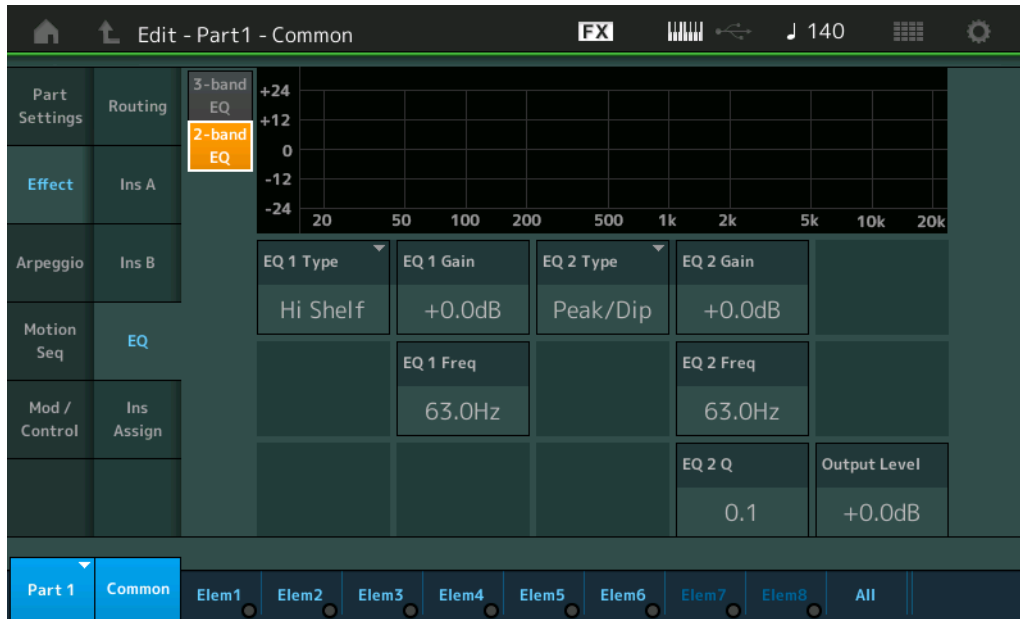 Edit - Part1 - Common
FX
♩ 140
Part
Settings
Routing
3-band
EQ
2-band
EQ
+24
+12
0
-12
-24
20 50 100 200 500 1k 2k 5k 10k 20k
Effect
Ins A
Arpeggio
Ins B
EQ 1 Type
Hi Shelf
EQ 1 Gain
+0.0dB
EQ 2 Type
Peak/Dip
EQ 2 Gain
+0.0dB
Motion
Seq
EQ
EQ 1 Freq
63.0Hz
EQ 2 Freq
63.0Hz
Mod /
Control
Ins
Assign
EQ 2 Q
0.1
Output Level
+0.0dB
Part 1 Common Elem1 Elem2 Elem3 Elem4 Elem5 Elem6 Elem7 Elem8 All